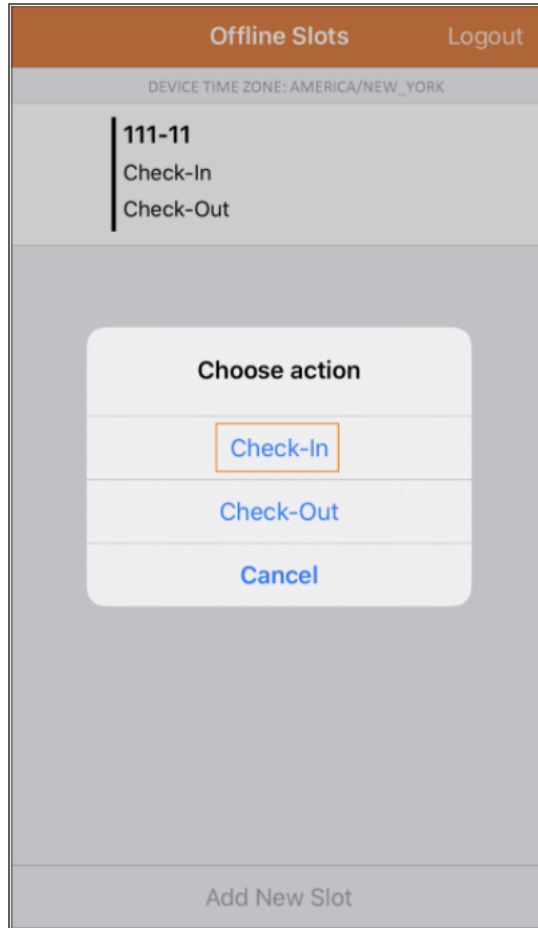 Offline Slots Logout
DEVICE TIME ZONE: AMERICA/NEW_YORK
111-11
Check-In
Check-Out
Choose action
Check-In
Check-Out
Cancel
Add New Slot